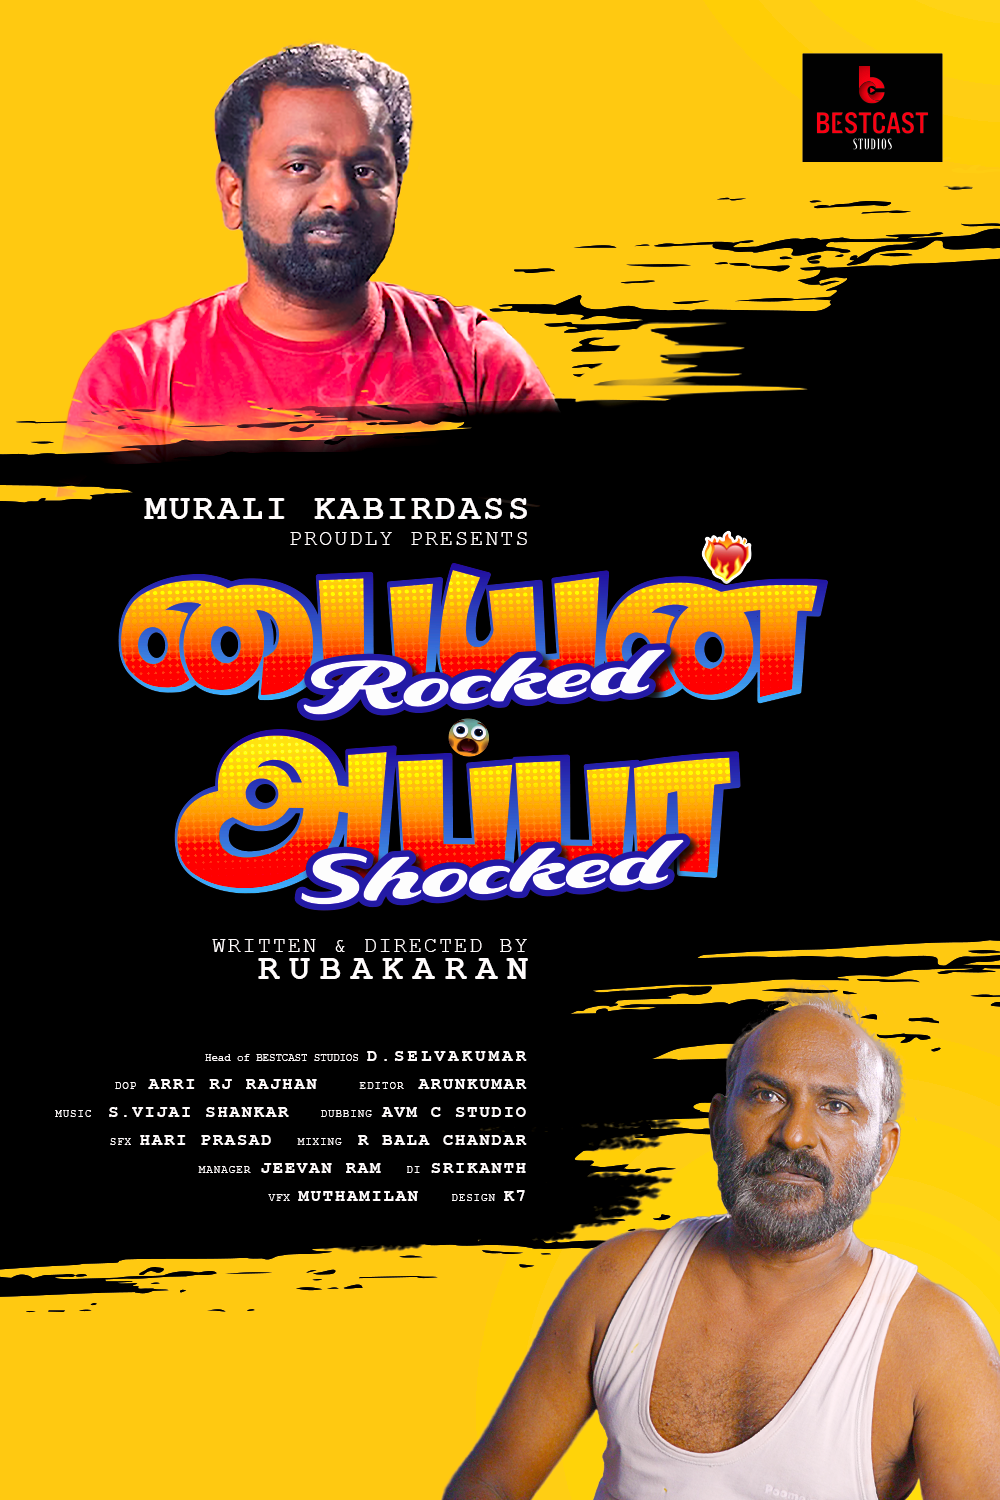 BESTCAST
STUDIOS
MURALI KABIRDASS
PROUDLY PRESENTS
பையன்
Rocked
அப்பா
Shocked
WRITTEN & DIRECTED BY
RUBAKARAN
Head of BESTCAST STUDIOS D.SELVAKUMAR
DOP ARRI RJ RAJHAN EDITOR ARUNKUMAR
MUSIC S.VIJAI SHANKAR DUBBING AVM C STUDIO
SFX HARI PRASAD MIXING R BALA CHANDAR
MANAGER JEEVAN RAM DI SRIKANTH
VFX MUTHAMILAN DESIGN K7